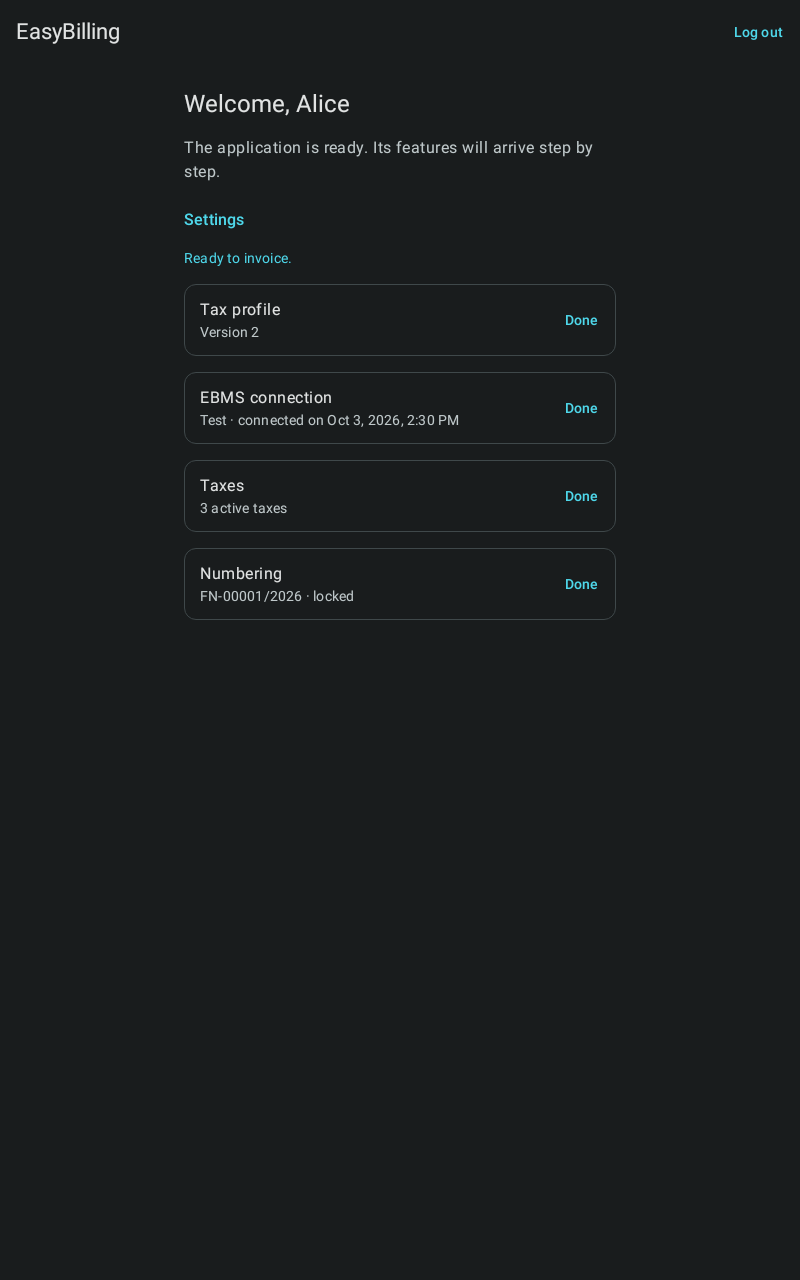 EasyBilling
Log out
Welcome, Alice
The application is ready. Its features will arrive step by
step.
Settings
Ready to invoice.
Tax profile
Version 2
Done
EBMS connection
Test · connected on Oct 3, 2026, 2:30 PM
Done
Taxes
3 active taxes
Done
Numbering
FN-00001/2026 · locked
Done